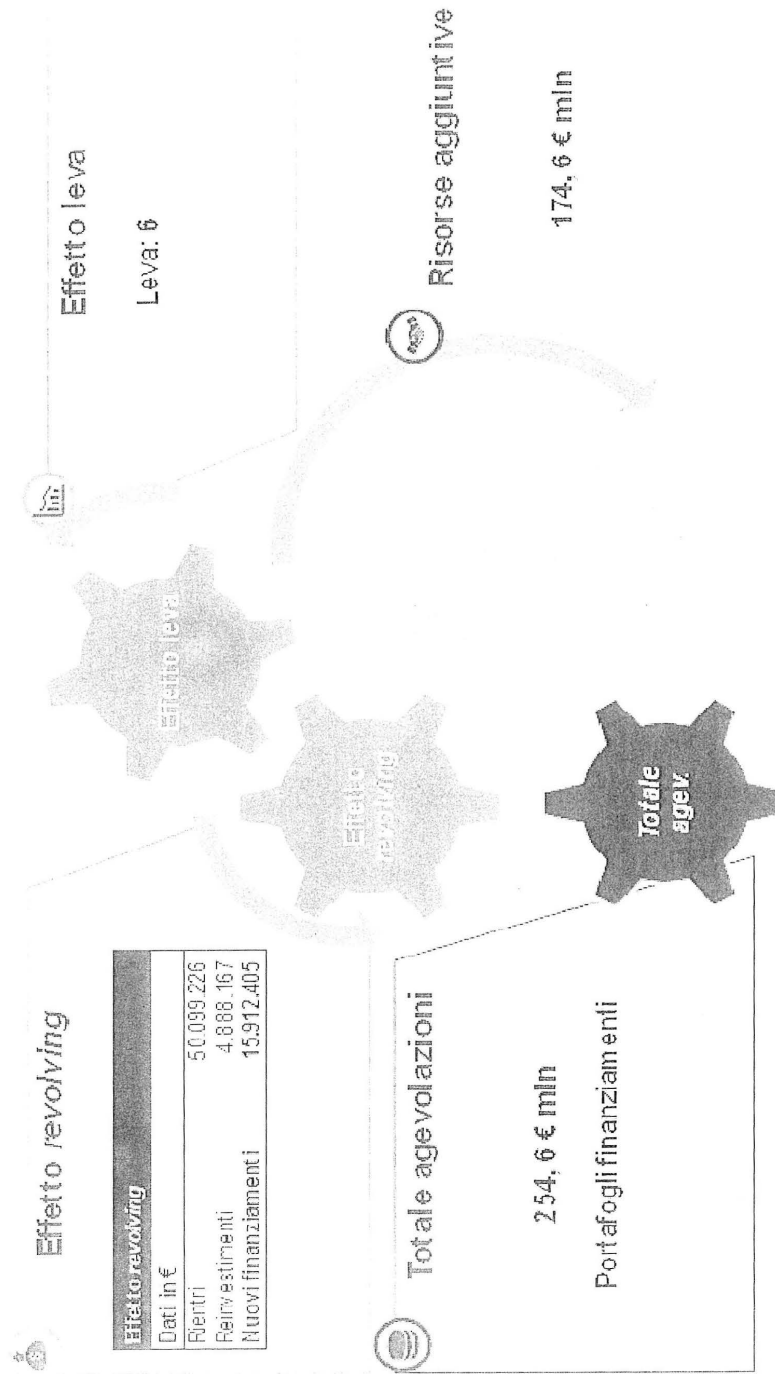 Effetto revolving
Effetto revolving
Dati in €
Rientri 50.099.226
Reinvestimenti 4.888.167
Nuovi finanziamenti 15.912.405
Effetto leva
Leva: 6
Effetto leva
Effetto
revolving
Totale
agev.
Totale agevolazioni
254,6 € mln
Portafogli finanziamenti
Risorse aggiuntive
174,6 € mln